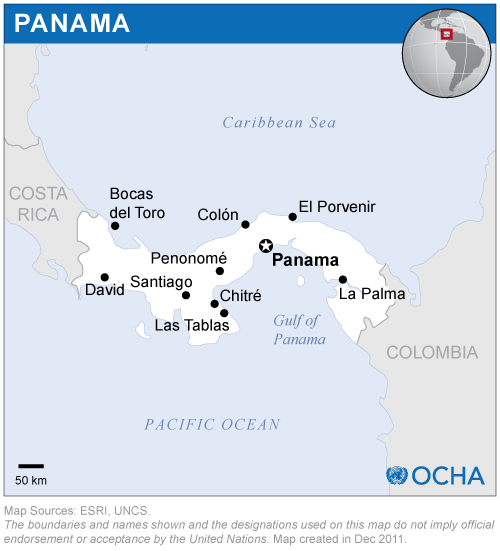 PANAMA
Caribbean Sea
COSTA
RICA
Bocas
del Toro
Colón
El Porvenir
Penonomé
Panama
David
Santiago
Chitré
La Palma
Las Tablas
Gulf of
Panama
COLOMBIA
PACIFIC OCEAN
50 km
OCHA
Map Sources: ESRI, UNCS.
The boundaries and names shown and the designations used on this map do not imply official
endorsement or acceptance by the United Nations. Map created in Dec 2011.